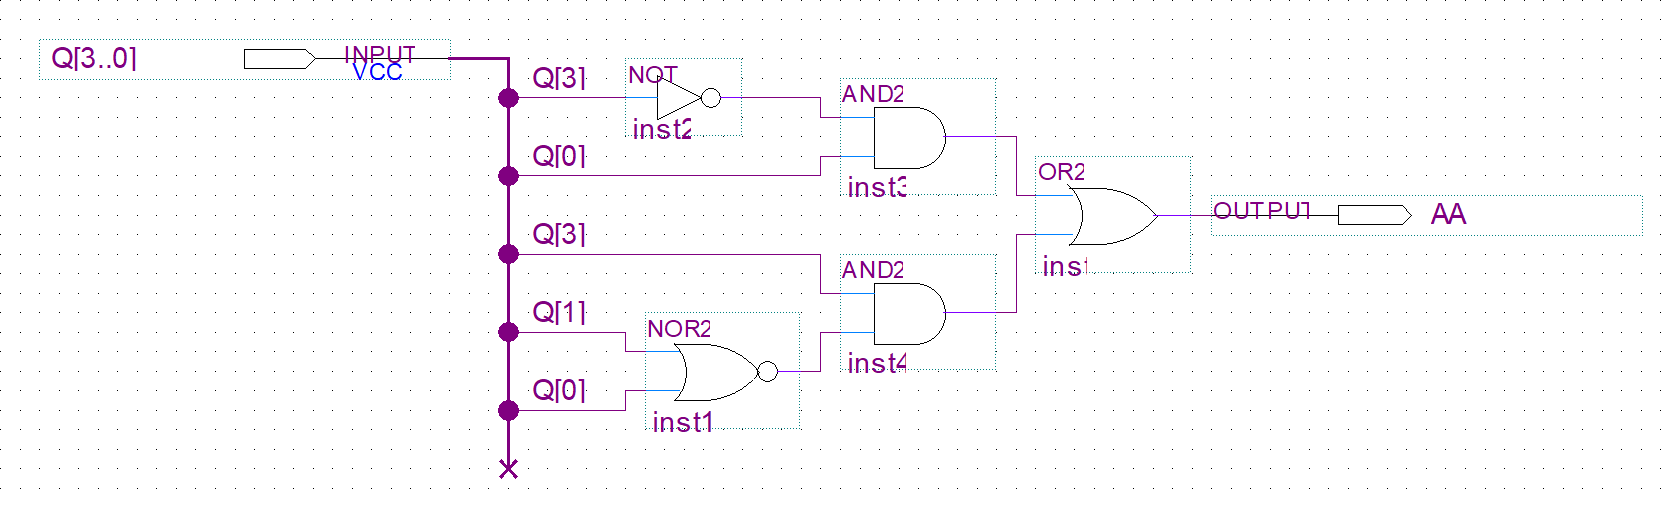 Q[3..0]
INPUT
VCC
Q[3]
NOT
inst2
Q[0]
AND2
inst3
Q[3]
Q[1]
NOR2
inst1
Q[0]
AND2
inst4
OR2
inst
OUTPUT
AA